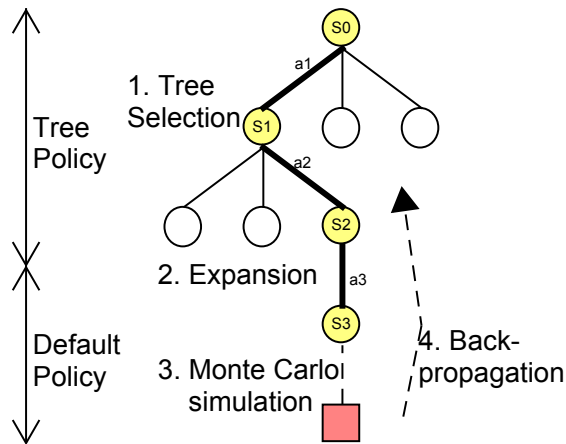 S0
a1
1. Tree
Selection
S1
Tree
Policy
a2
S2
2. Expansion
a3
S3
Default
Policy
3. Monte Carlo
simulation
4. Back-
propagation